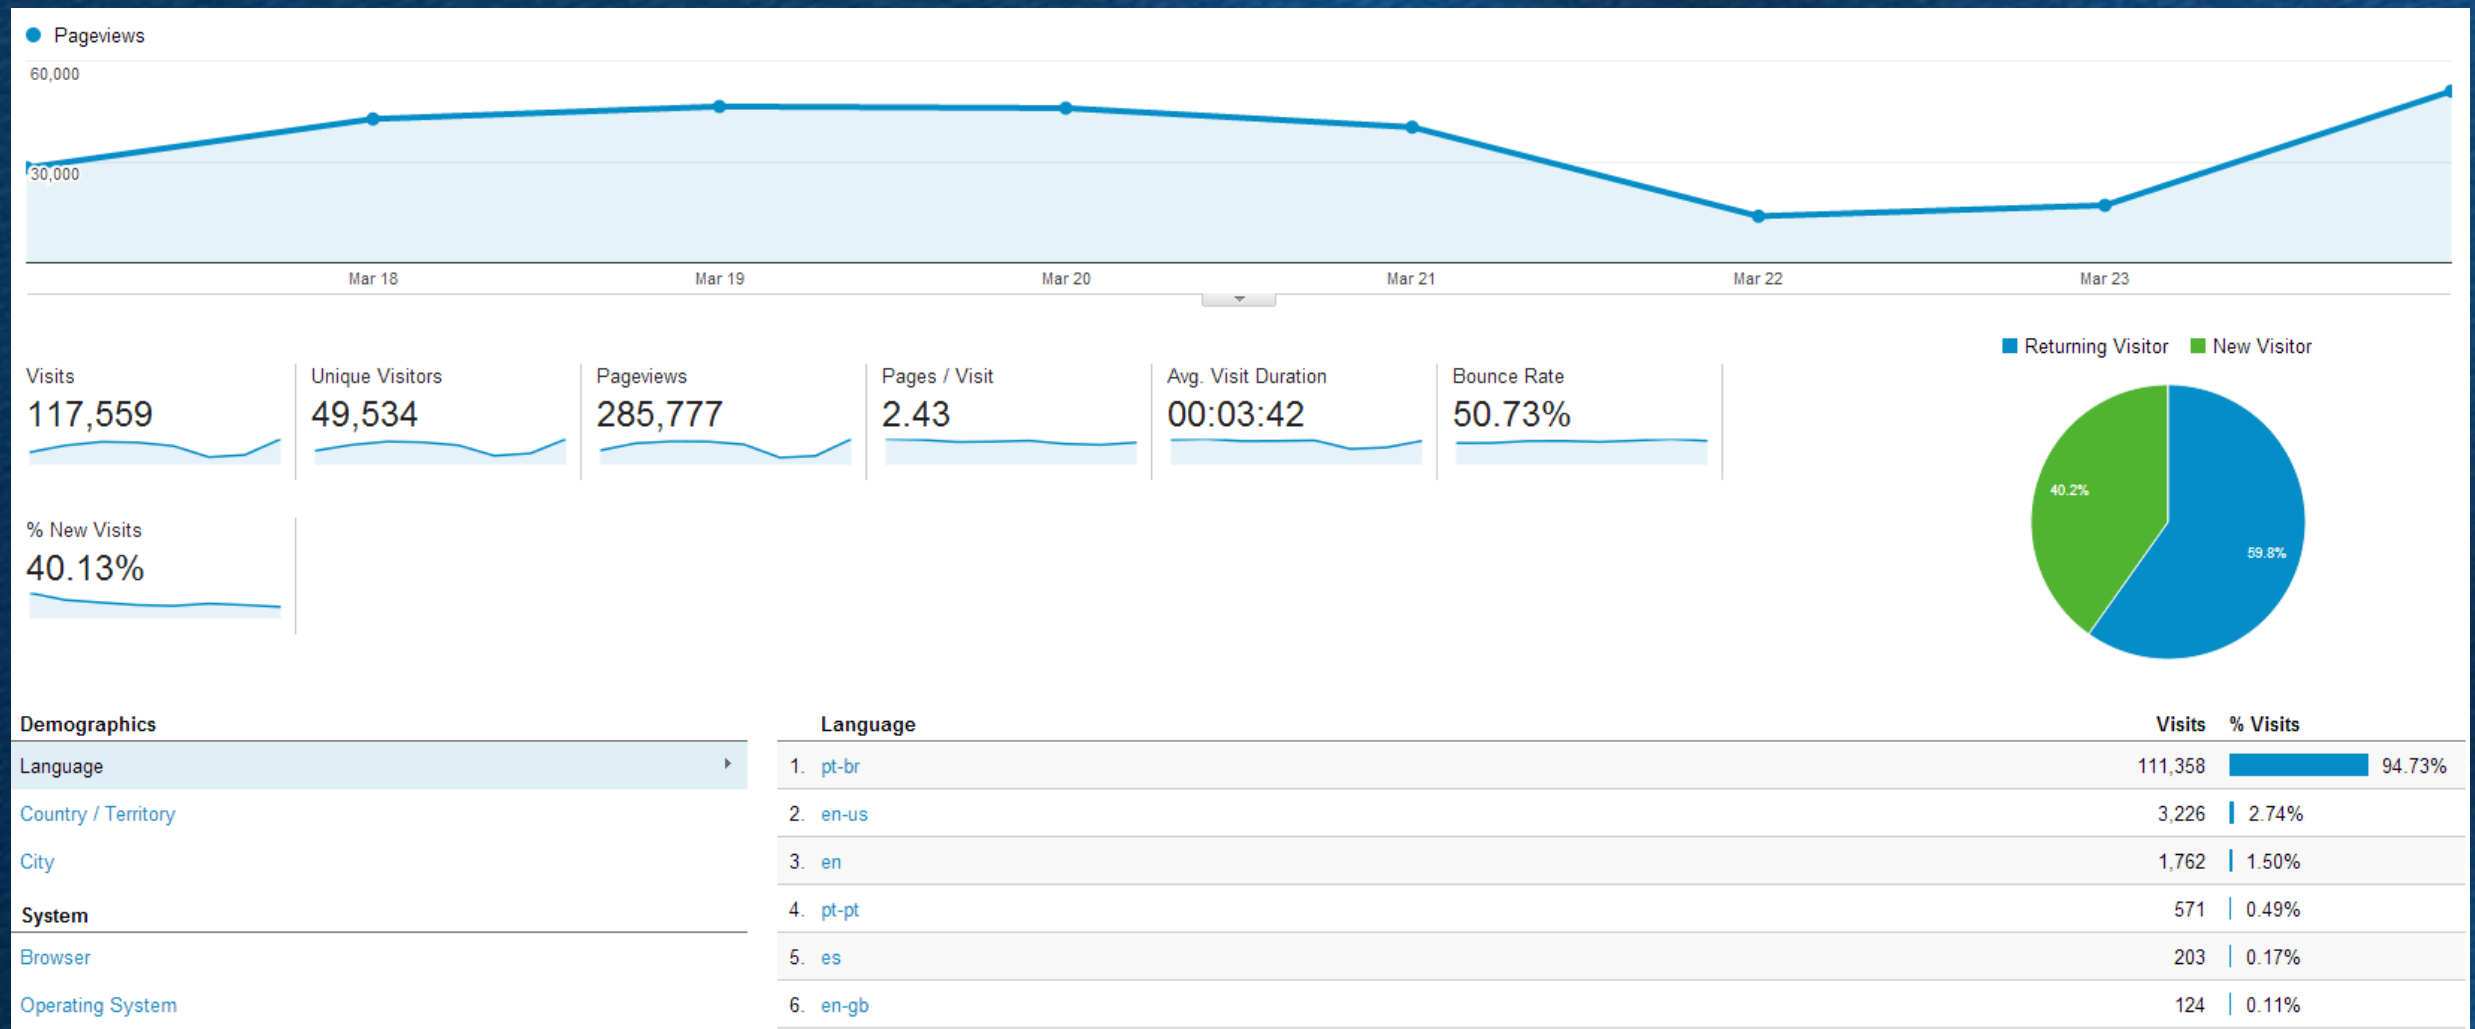 Pageviews
60,000
30,000
Mar 18 Mar 19 Mar 20 Mar 21 Mar 22 Mar 23
Returning Visitor New Visitor
Visits Unique Visitors Pageviews Pages / Visit Avg. Visit Duration Bounce Rate
117,559 49,534 285,777 2.43 00:03:42 50.73%
40.2%
59.8%
% New Visits
40.13%
Demographics
Language
Country / Territory
City
System
Browser
Operating System
Language Visits % Visits
1. pt-br 111,358 94.73%
2. en-us 3,226 2.74%
3. en 1,762 1.50%
4. pt-pt 571 0.49%
5. es 203 0.17%
6. en-gb 124 0.11%